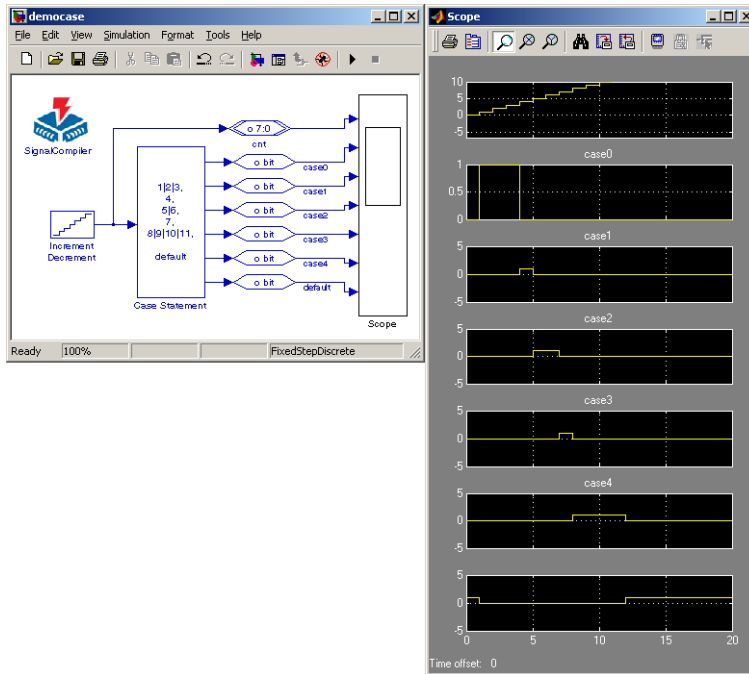 democase
File Edit View Simulation Format Tools Help
SignalCompiler
o 7:0
cnt
1|2|3,
4,
5|6,
7,
8|9|10|11,
default
o bit
case0
o bit
case1
o bit
case2
o bit
case3
o bit
case4
o bit
default
Increment
Decrement
Case Statement
Scope
Ready 100% FixedStepDiscrete
Scope
10
5
0
-5
case0
1
0.5
0
case1
5
0
-5
case2
5
0
-5
case3
5
0
-5
case4
5
0
-5
5
0
-5
0 5 10 15 20
Time offset: 0